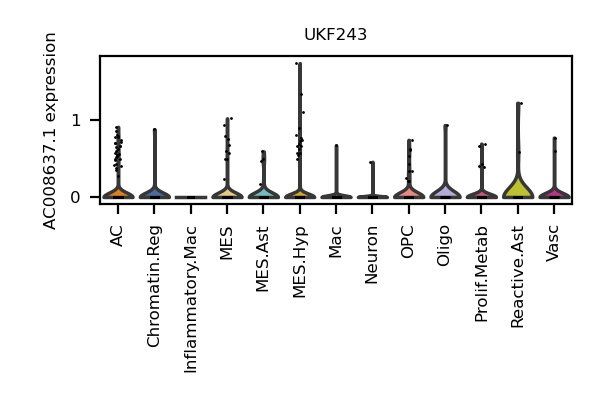 UKF243
AC008637.1 expression
1
0
AC
Chromatin.Reg
Inflammatory.Mac
MES
MES.Ast
MES.Hyp
Mac
Neuron
OPC
Oligo
Prolif.Metab
Reactive.Ast
Vasc